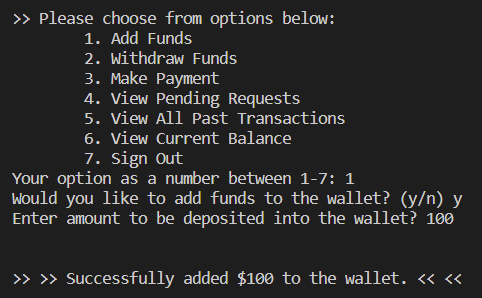 >> Please choose from options below:
1. Add Funds
2. Withdraw Funds
3. Make Payment
4. View Pending Requests
5. View All Past Transactions
6. View Current Balance
7. Sign Out
Your option as a number between 1-7: 1
Would you like to add funds to the wallet? (y/n) y
Enter amount to be deposited into the wallet? 100
>> >> Successfully added $100 to the wallet. << <<